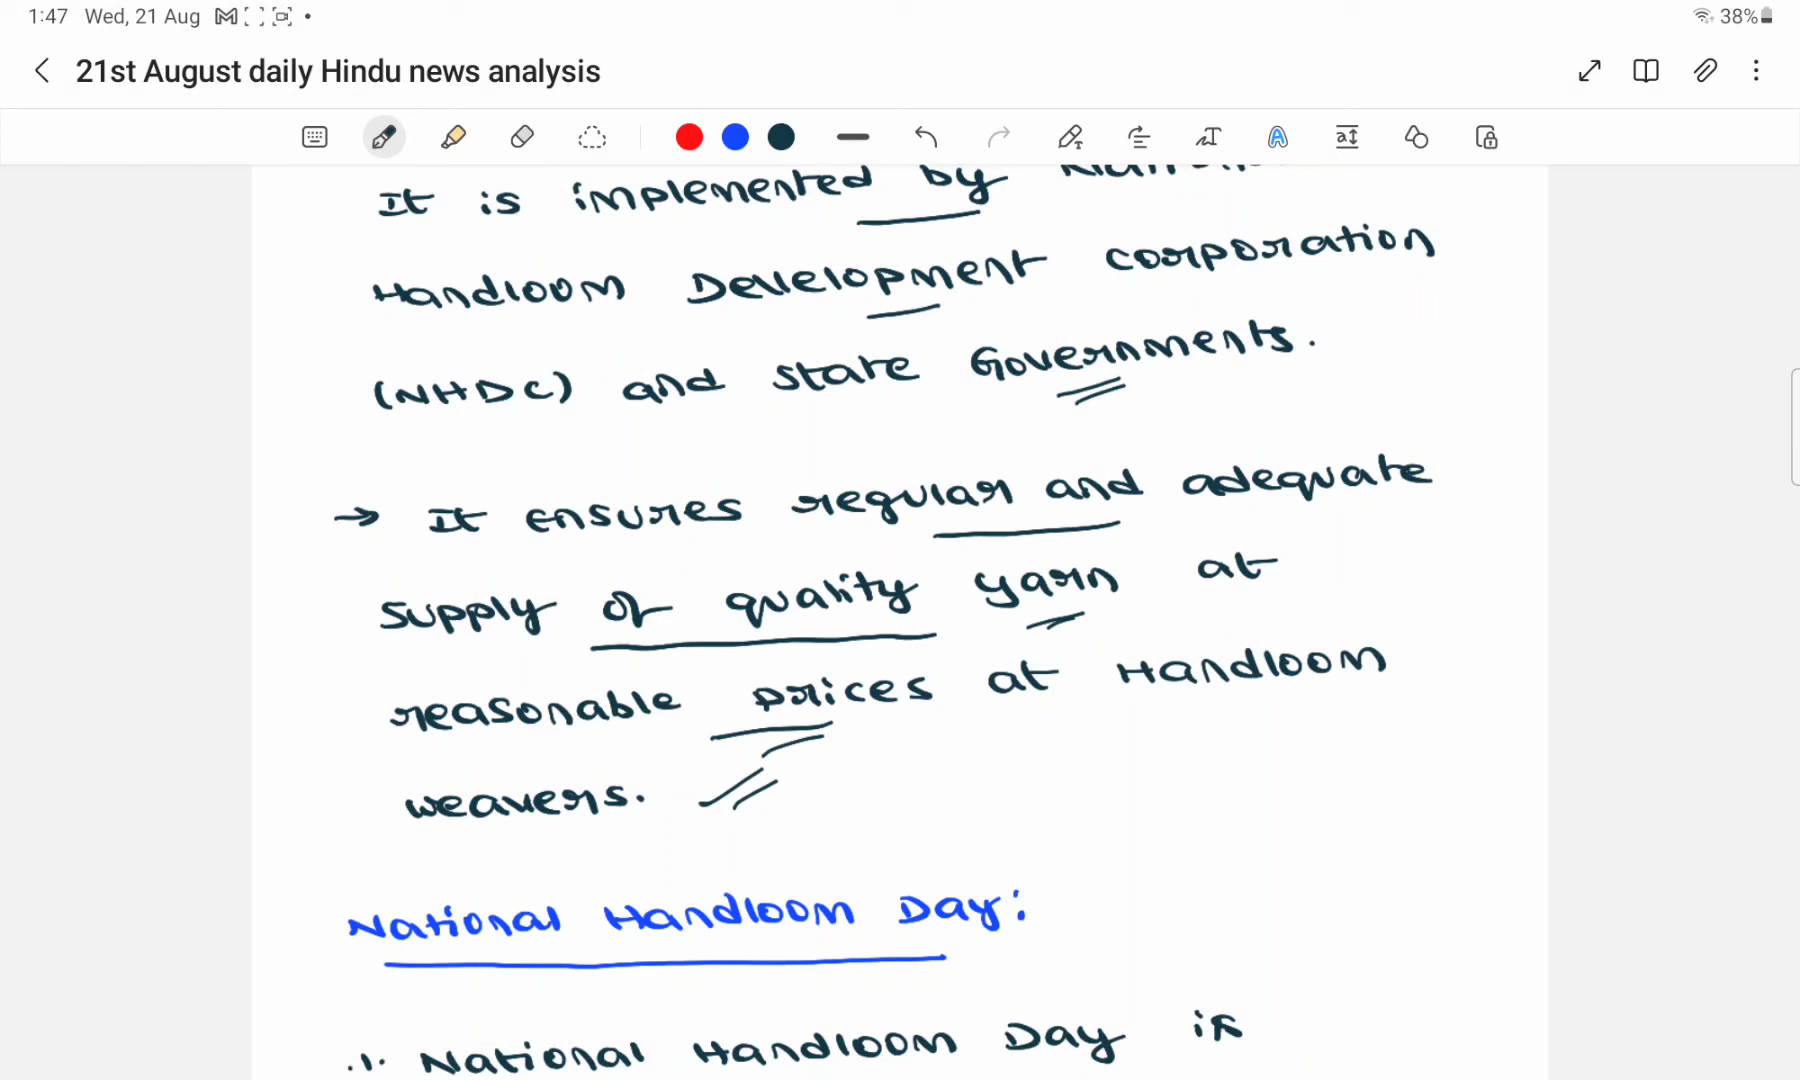 1:47 Wed, 21 Aug
38%
21st August daily Hindu news analysis
It is implemented by
Handloom Development corporation
(NHDC) and state Governments.
→ It ensures regular and adequate
supply of quality yarn at
reasonable prices at Handloom
weavers.
National Handloom Day:
1. National Handloom Day is